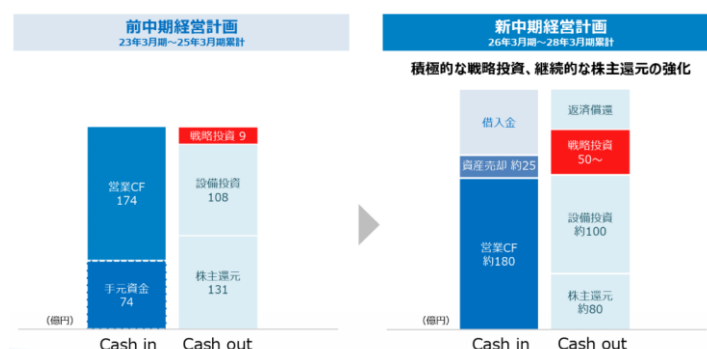 前中期経営計画
23年3月期～25年3月期累計
営業CF
174
手元資金
74
戦略投資 9
設備投資
108
株主還元
131
(億円)
Cash in
Cash out
新中期経営計画
26年3月期～28年3月期累計
積極的な戦略投資、継続的な株主還元の強化
借入金
資産売却 約25
営業CF
約180
返済償還
戦略投資
50～
設備投資
約100
株主還元
約80
(億円)
Cash in
Cash out